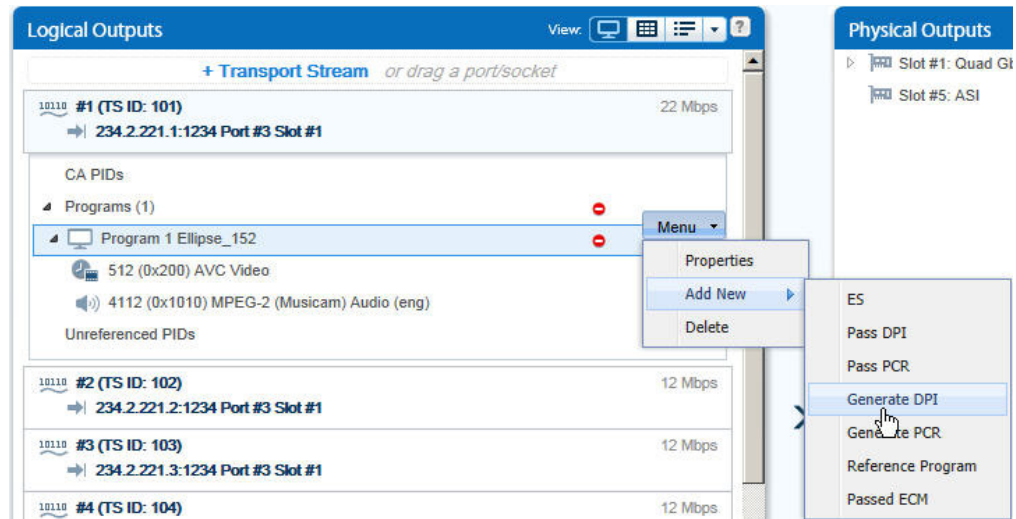 Logical Outputs
View:
?
+ Transport Stream or drag a port/socket
10110 #1 (TS ID: 101) 22 Mbps
234.2.221.1:1234 Port #3 Slot #1
CA PIDs
Programs (1)
Program 1 Ellipse_152
Menu
512 (0x200) AVC Video
4112 (0x1010) MPEG-2 (Musicam) Audio (eng)
Unreferenced PIDs
Properties
Add New
Delete
ES
Pass DPI
Pass PCR
Generate DPI
Generate PCR
Reference Program
Passed ECM
10110 #2 (TS ID: 102) 12 Mbps
234.2.221.2:1234 Port #3 Slot #1
10110 #3 (TS ID: 103) 12 Mbps
234.2.221.3:1234 Port #3 Slot #1
10110 #4 (TS ID: 104) 12 Mbps
Physical Outputs
Slot #1: Quad Gb
Slot #5: ASI